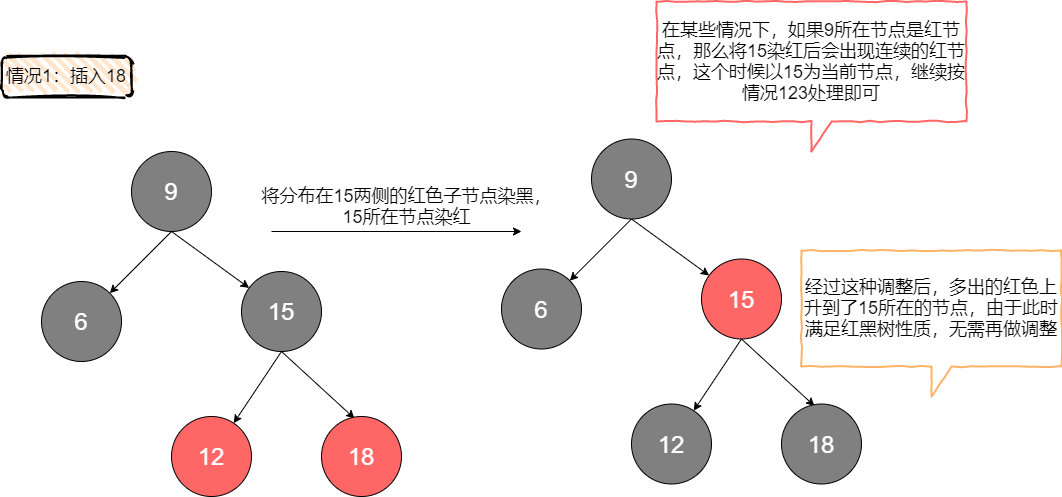 在某些情况下，如果9所在节点是红节
点，那么将15染红后会出现连续的红节
点，这个时候以15为当前节点，继续按
情况123处理即可
情况1：插入18
9
6
15
12
18
将分布在15两侧的红色子节点染黑，
15所在节点染红
9
6
15
12
18
经过这种调整后，多出的红色上
升到了15所在的节点，由于此时
满足红黑树性质，无需再做调整